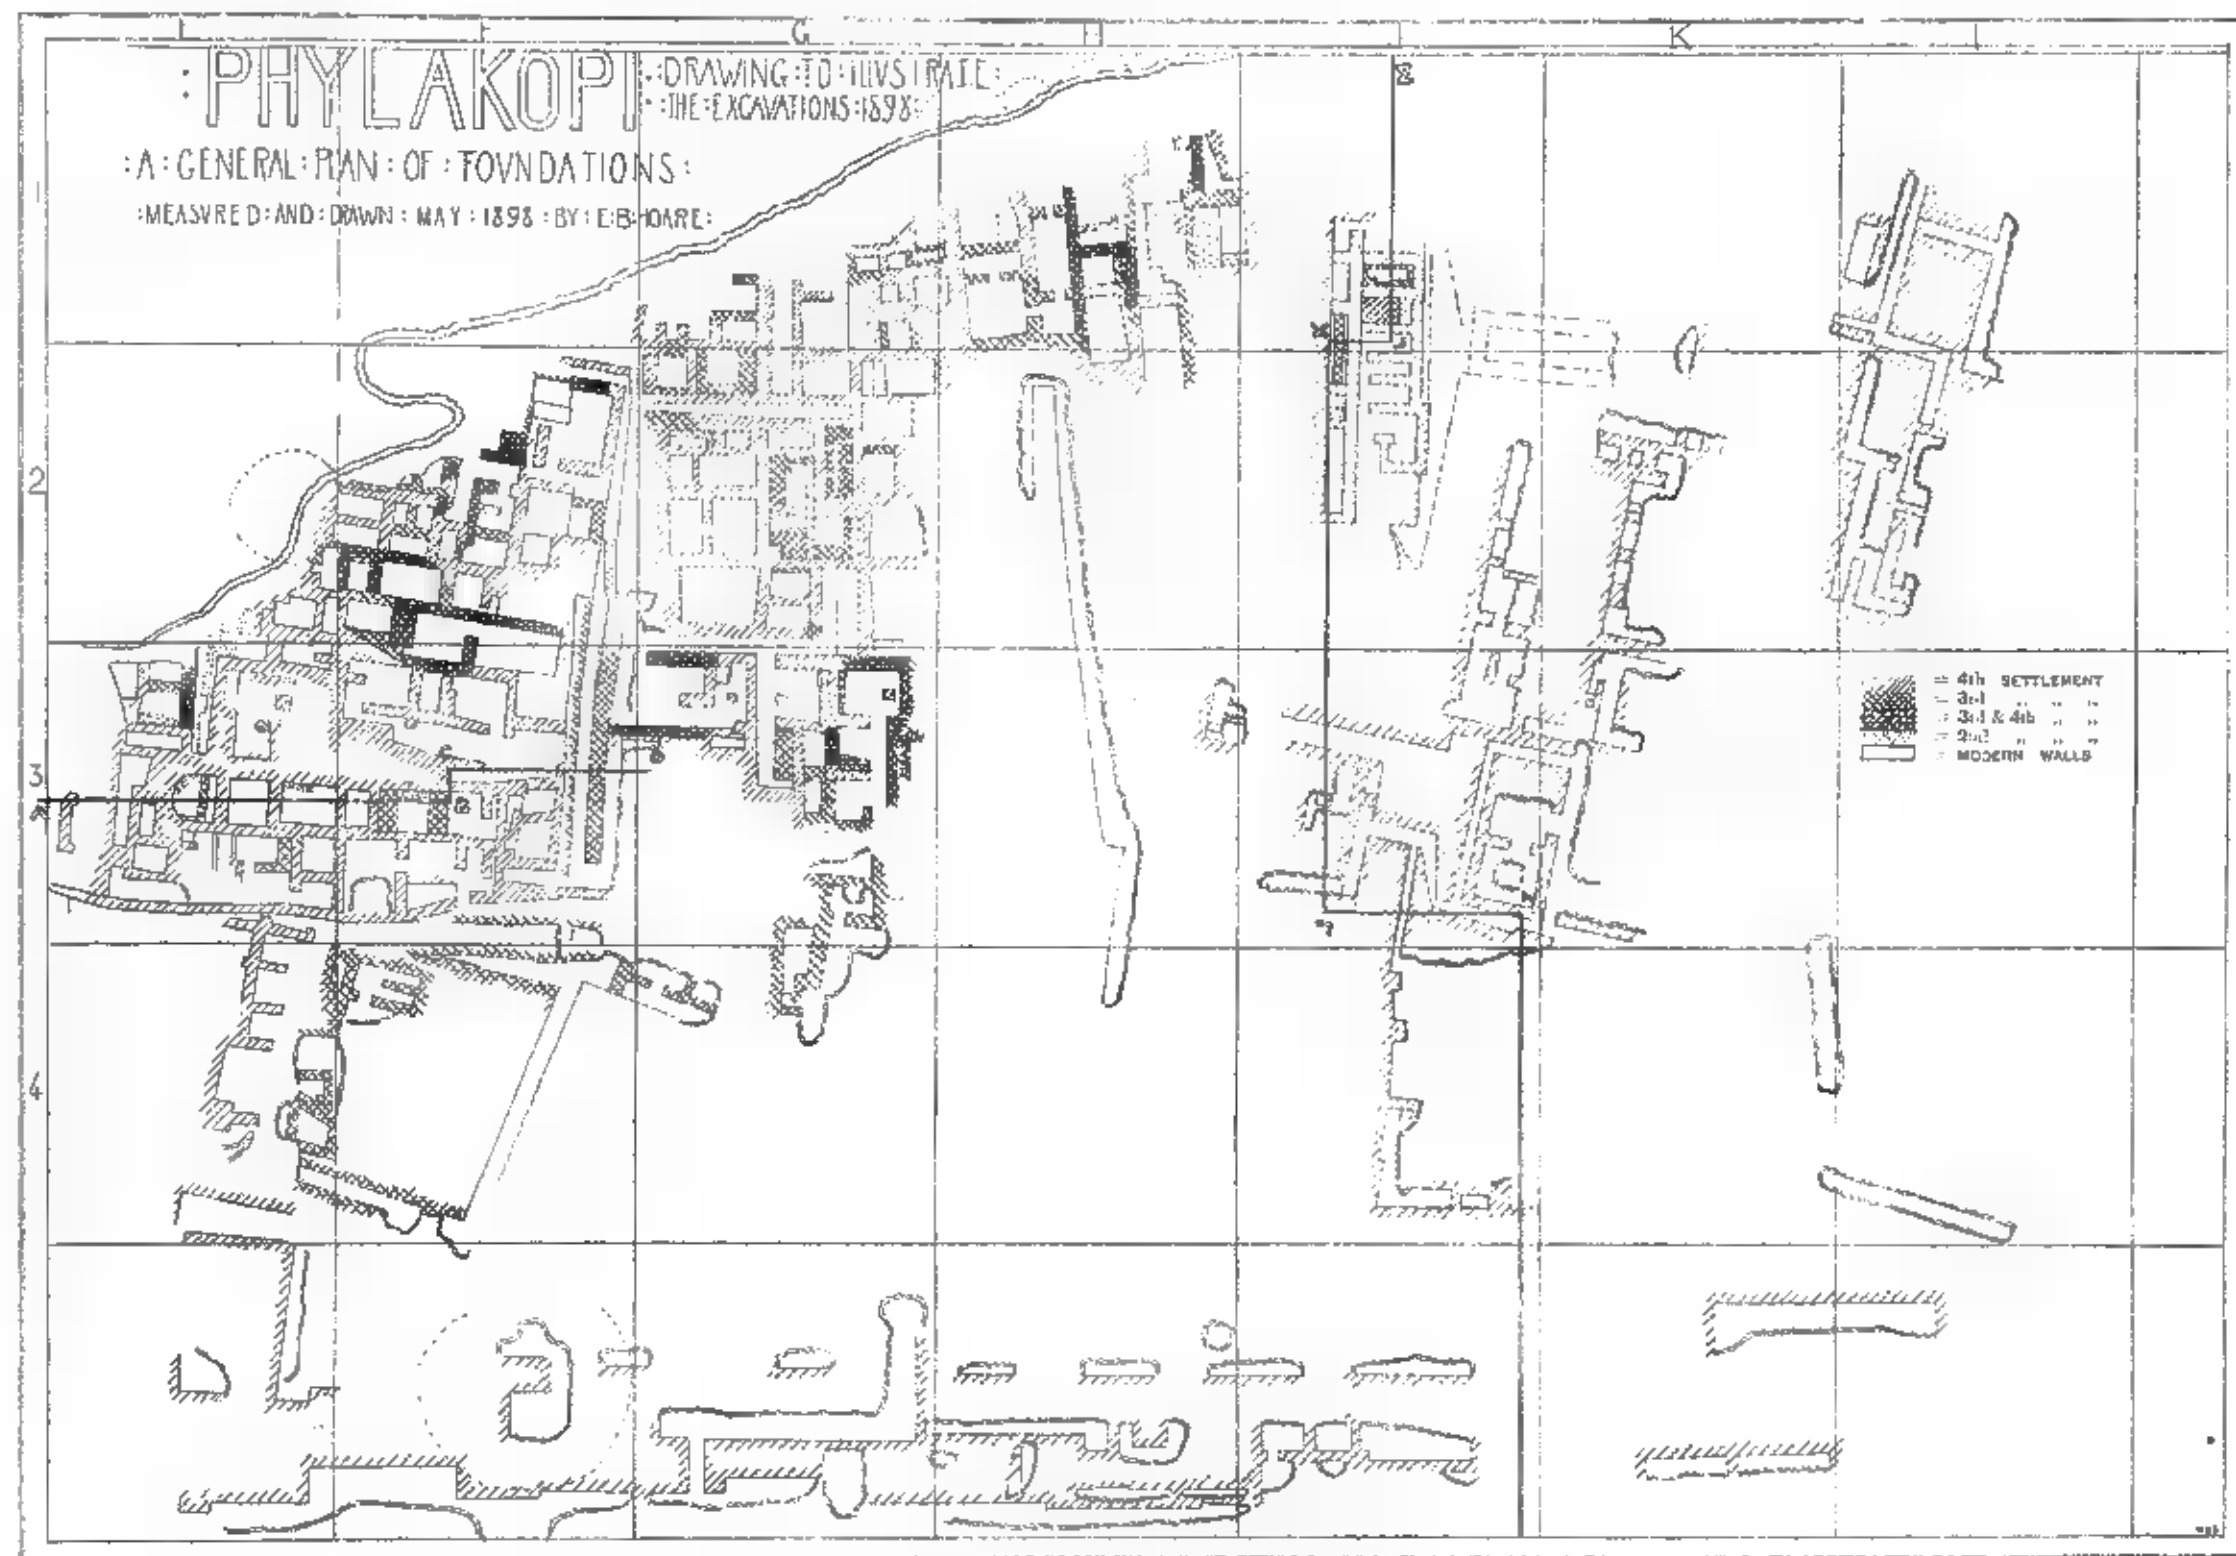 G K
:PHYLAKOPI:
:DRAWING:TO:ILLVSTRATE:
:THE:EXCAVATIONS:1898:
:A:GENERAL:PLAN:OF:FOVNDATIONS:
:MEASVRED:AND:DRAWN:MAY:1898:BY:E:B:HOARE:
1
2
3
4
= 4th SETTLEMENT
= 3rd " "
= 3rd & 4th " "
= 2nd " "
= MODERN WALLS